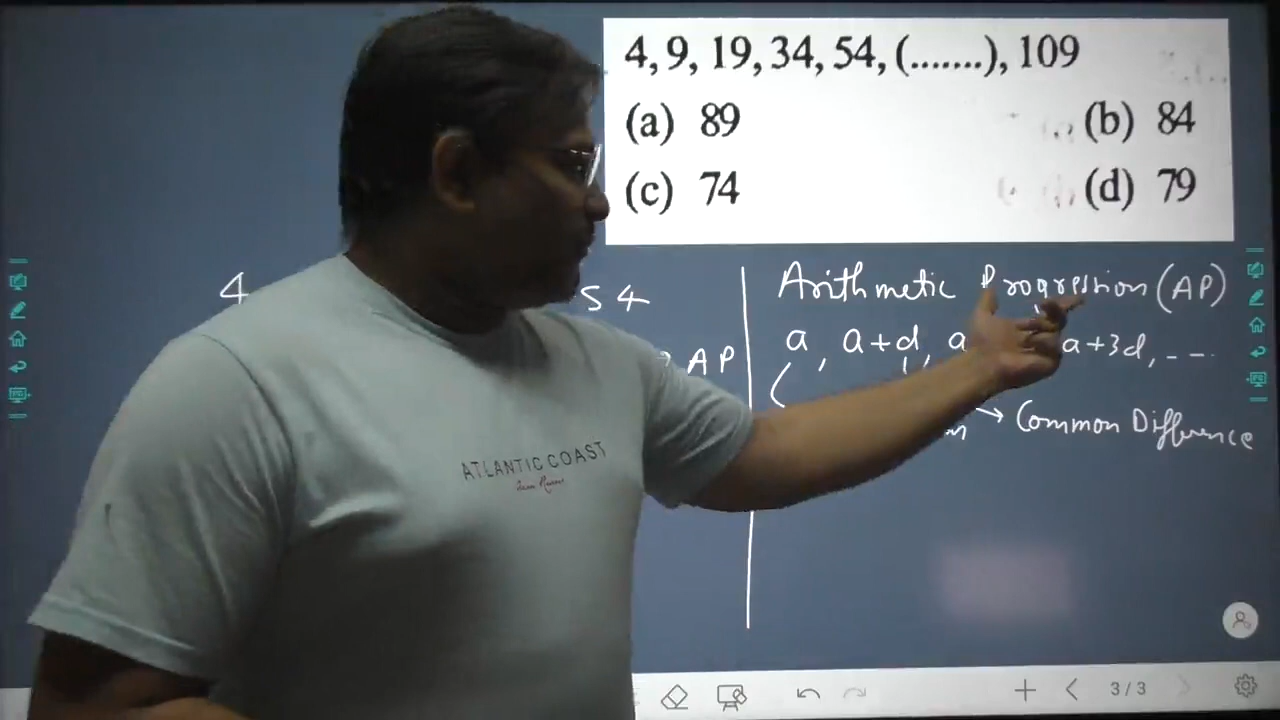 4, 9, 19, 34, 54, (.......), 109
(a) 89 (b) 84
(c) 74 (d) 79
4 54
AP
Arithmetic Progression (AP)
a, a+d, a a+3d, - - -
→ Common Difference
ATLANTIC COAST
3/3